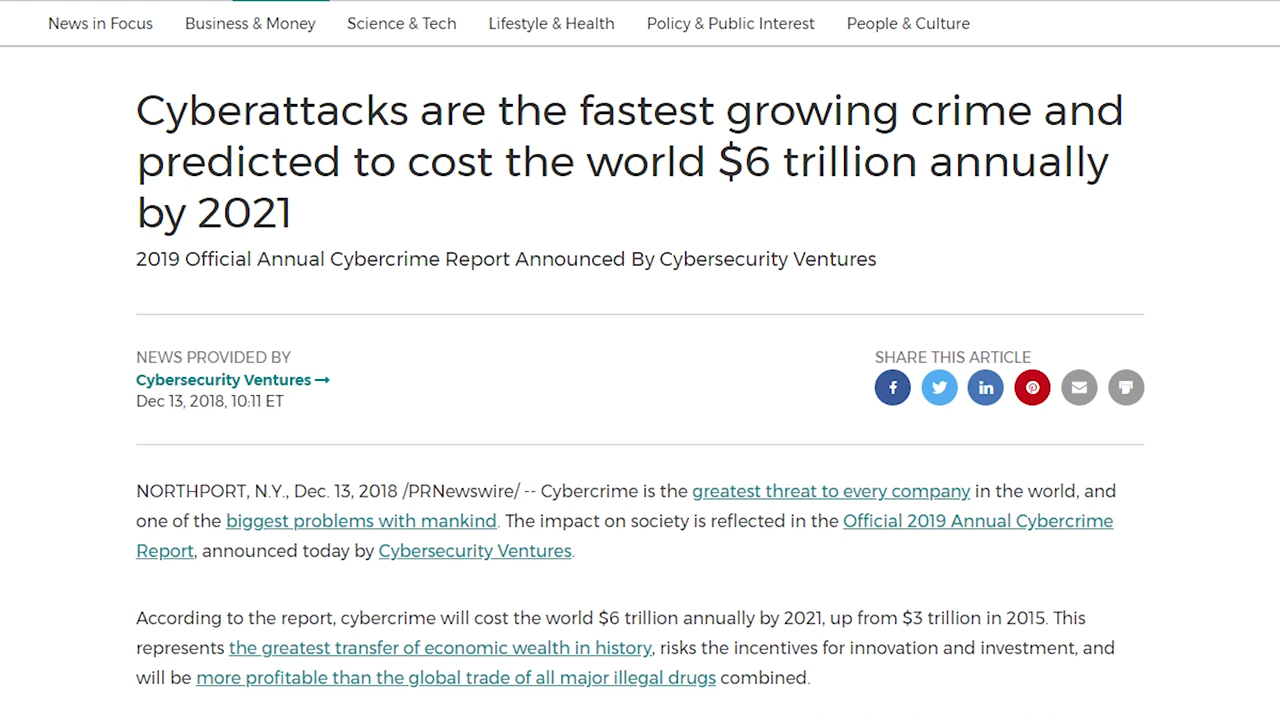 News in Focus Business & Money Science & Tech Lifestyle & Health Policy & Public Interest People & Culture
Cyberattacks are the fastest growing crime and
predicted to cost the world $6 trillion annually
by 2021
2019 Official Annual Cybercrime Report Announced By Cybersecurity Ventures
NEWS PROVIDED BY
Cybersecurity Ventures →
Dec 13, 2018, 10:11 ET
SHARE THIS ARTICLE
NORTHPORT, N.Y., Dec. 13, 2018 /PRNewswire/ -- Cybercrime is the greatest threat to every company in the world, and
one of the biggest problems with mankind. The impact on society is reflected in the Official 2019 Annual Cybercrime
Report, announced today by Cybersecurity Ventures.
According to the report, cybercrime will cost the world $6 trillion annually by 2021, up from $3 trillion in 2015. This
represents the greatest transfer of economic wealth in history, risks the incentives for innovation and investment, and
will be more profitable than the global trade of all major illegal drugs combined.